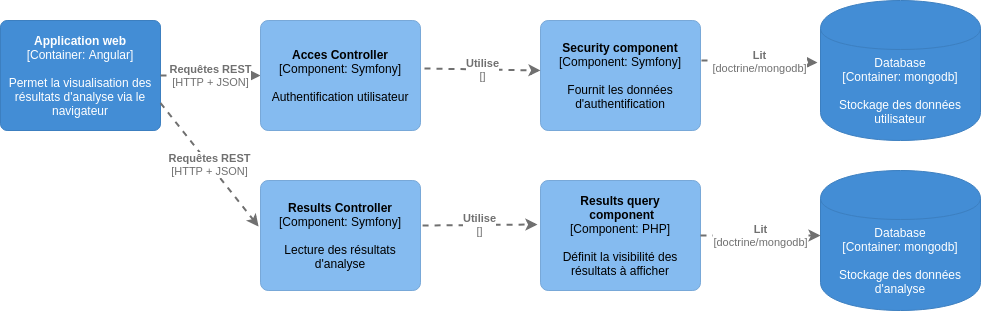 Application web
[Container: Angular]
Permet la visualisation des
résultats d'analyse via le
navigateur
Requêtes REST
[HTTP + JSON]
Acces Controller
[Component: Symfony]
Authentification utilisateur
Utilise
[]
Security component
[Component: Symfony]
Fournit les données
d'authentification
Lit
[doctrine/mongodb]
Database
[Container: mongodb]
Stockage des données
utilisateur
Requêtes REST
[HTTP + JSON]
Results Controller
[Component: Symfony]
Lecture des résultats
d'analyse
Utilise
[]
Results query
component
[Component: PHP]
Définit la visibilité des
résultats à afficher
Lit
[doctrine/mongodb]
Database
[Container: mongodb]
Stockage des données
d'analyse